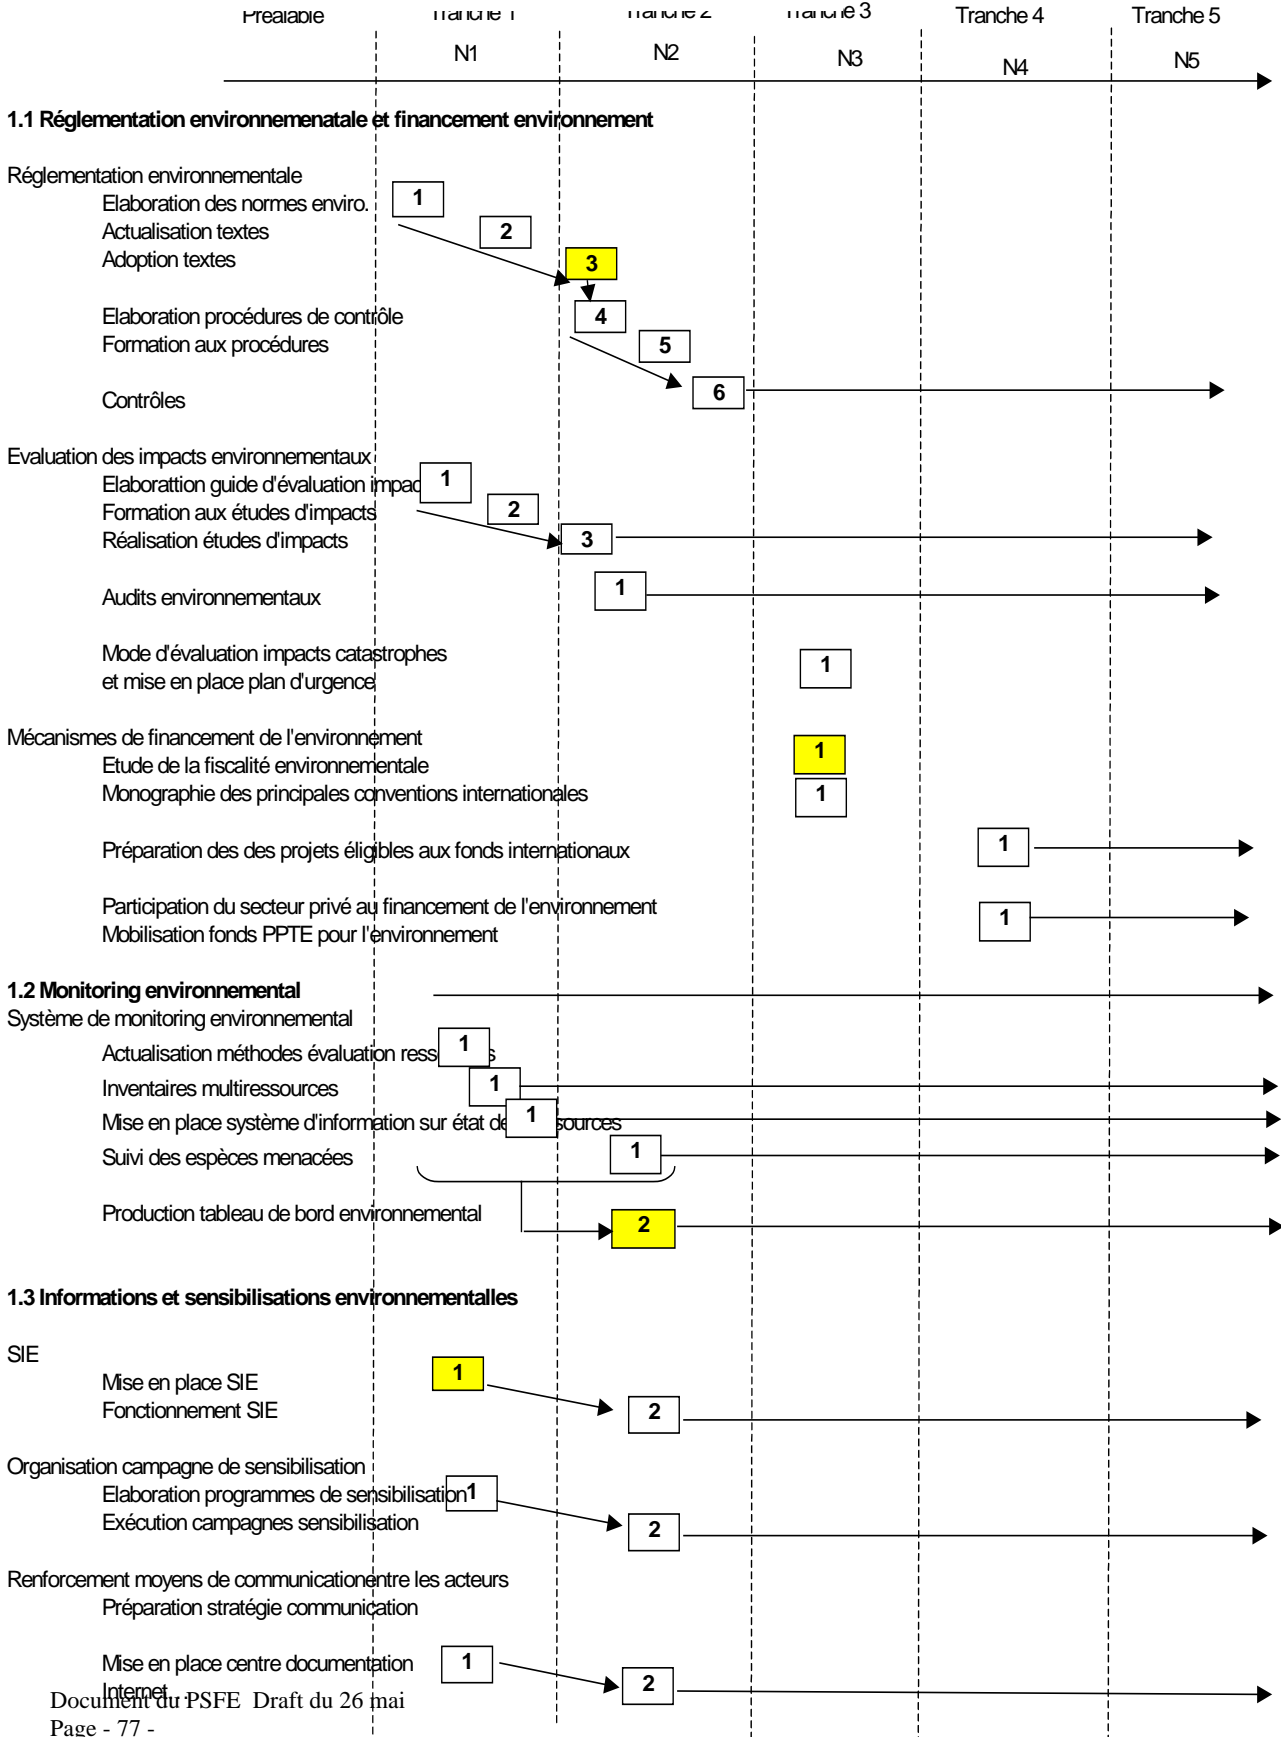 Préalable Tranche 1 Tranche 2 Tranche 3 Tranche 4 Tranche 5
N1 N2 N3 N4 N5
1.1 Réglementation environnemenatale et financement environnement
Réglementation environnementale
Elaboration des normes enviro. 1
Actualisation textes 2
Adoption textes 3
Elaboration procédures de contrôle 4
Formation aux procédures 5
Contrôles 6
Evaluation des impacts environnementaux
Elaborattion guide d'évaluation impac 1
Formation aux études d'impacts 2
Réalisation études d'impacts 3
Audits environnementaux 1
Mode d'évaluation impacts catastrophes 1
et mise en place plan d'urgence
Mécanismes de financement de l'environnement
Etude de la fiscalité environnementale 1
Monographie des principales conventions internationales 1
Préparation des des projets éligibles aux fonds internationaux 1
Participation du secteur privé au financement de l'environnement 1
Mobilisation fonds PPTE pour l'environnement
1.2 Monitoring environnemental
Système de monitoring environnemental
Actualisation méthodes évaluation ress 1 s
Inventaires multiressources 1
Mise en place système d'information sur état de 1 sources
Suivi des espèces menacées 1
Production tableau de bord environnemental 2
1.3 Informations et sensibilisations environnementalles
SIE
Mise en place SIE 1
Fonctionnement SIE 2
Organisation campagne de sensibilisation
Elaboration programmes de sensibilisation 1
Exécution campagnes sensibilisation 2
Renforcement moyens de communicationentre les acteurs
Préparation stratégie communication
Mise en place centre documentation 1
Internet... 2
Document du PSFE Draft du 26 mai
Page - 77 -